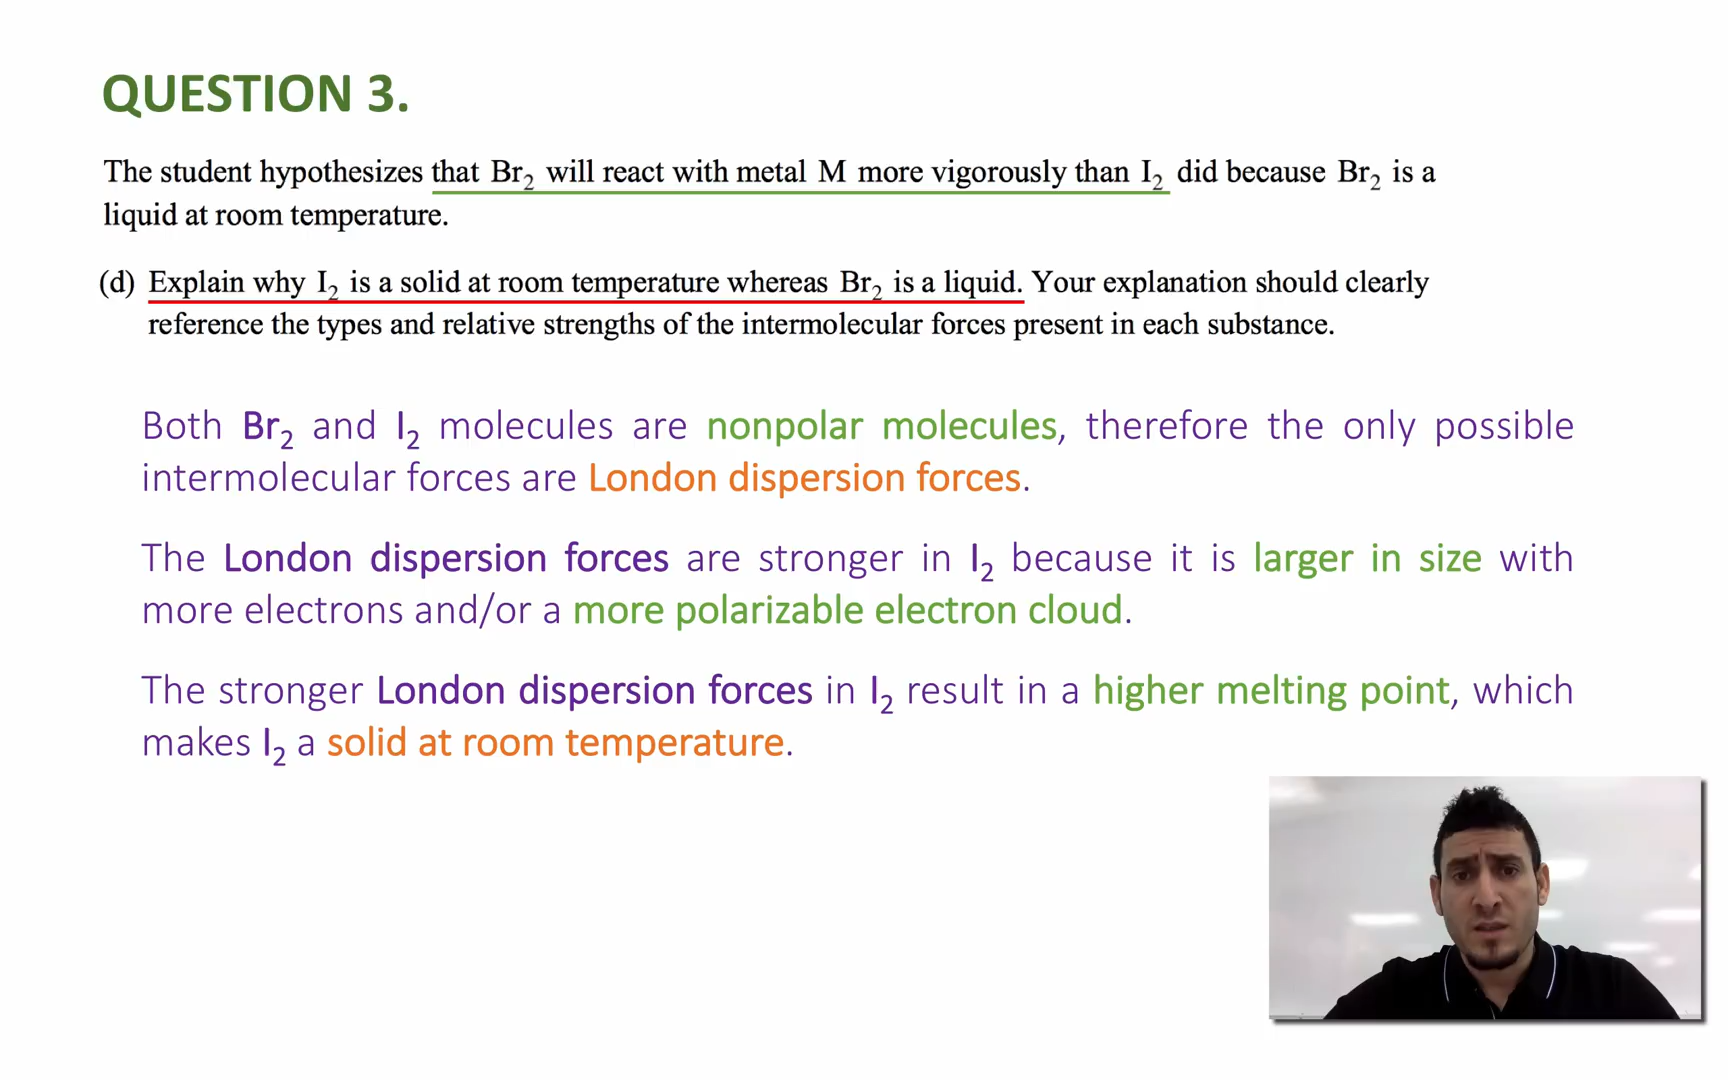 QUESTION 3.
The student hypothesizes that Br₂ will react with metal M more vigorously than I₂ did because Br₂ is a
liquid at room temperature.
(d) Explain why I₂ is a solid at room temperature whereas Br₂ is a liquid. Your explanation should clearly
reference the types and relative strengths of the intermolecular forces present in each substance.
Both Br₂ and I₂ molecules are nonpolar molecules, therefore the only possible
intermolecular forces are London dispersion forces.
The London dispersion forces are stronger in I₂ because it is larger in size with
more electrons and/or a more polarizable electron cloud.
The stronger London dispersion forces in I₂ result in a higher melting point, which
makes I₂ a solid at room temperature.